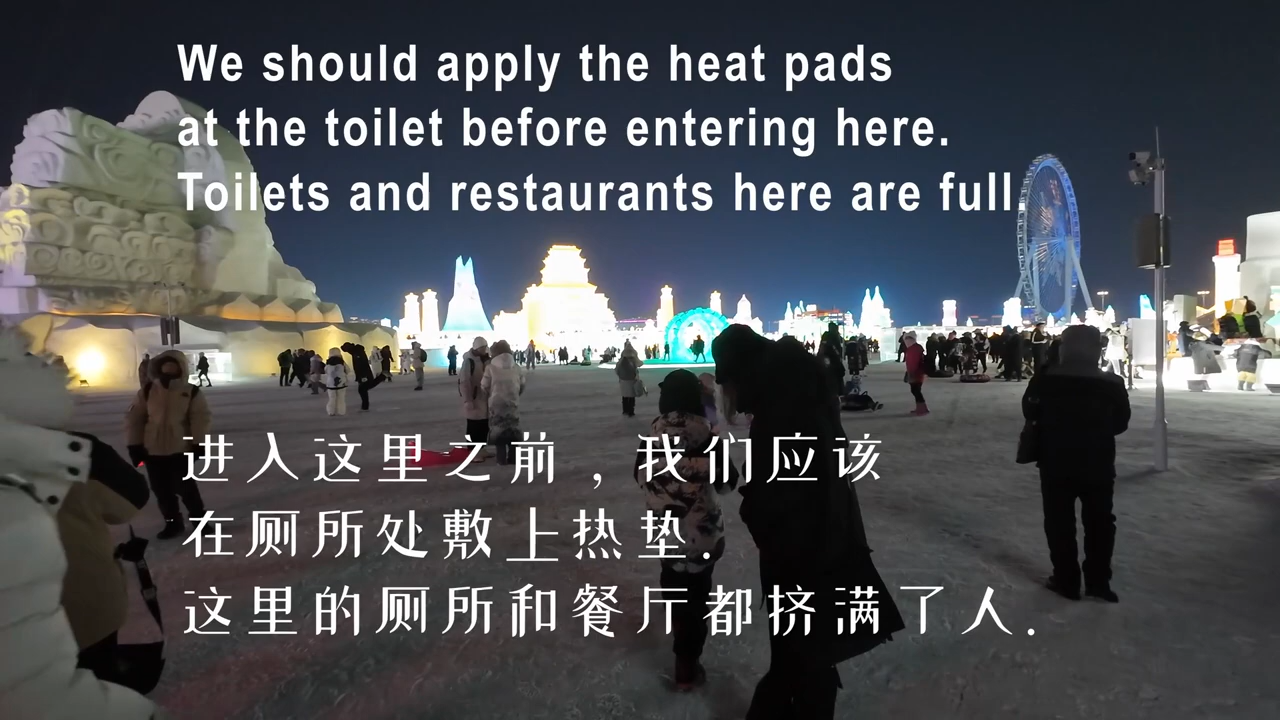 We should apply the heat pads
at the toilet before entering here.
Toilets and restaurants here are full.
进入这里之前，我们应该
在厕所处敷上热垫.
这里的厕所和餐厅都挤满了人.